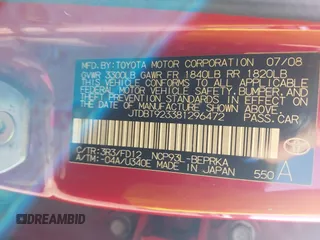 MFD.BY:TOYOTA MOTOR CORPORATION 07/08
GVWR 3300LB GAWR FR 1840LB RR 1820LB
THIS VEHICLE CONFORMS TO ALL APPLICABLE
FEDERAL MOTOR VEHICLE SAFETY,BUMPER,AND
THEFT PREVENTION STANDARDS IN EFFECT ON
THE DATE OF MANUFACTURE SHOWN ABOVE.
JTDBT923381296472 PASS.CAR
C/TR:3R3/FD12 NCP93L-BEPRKA
A/TM:-04A/U340E MADE IN JAPAN 550 A
DREAMBID